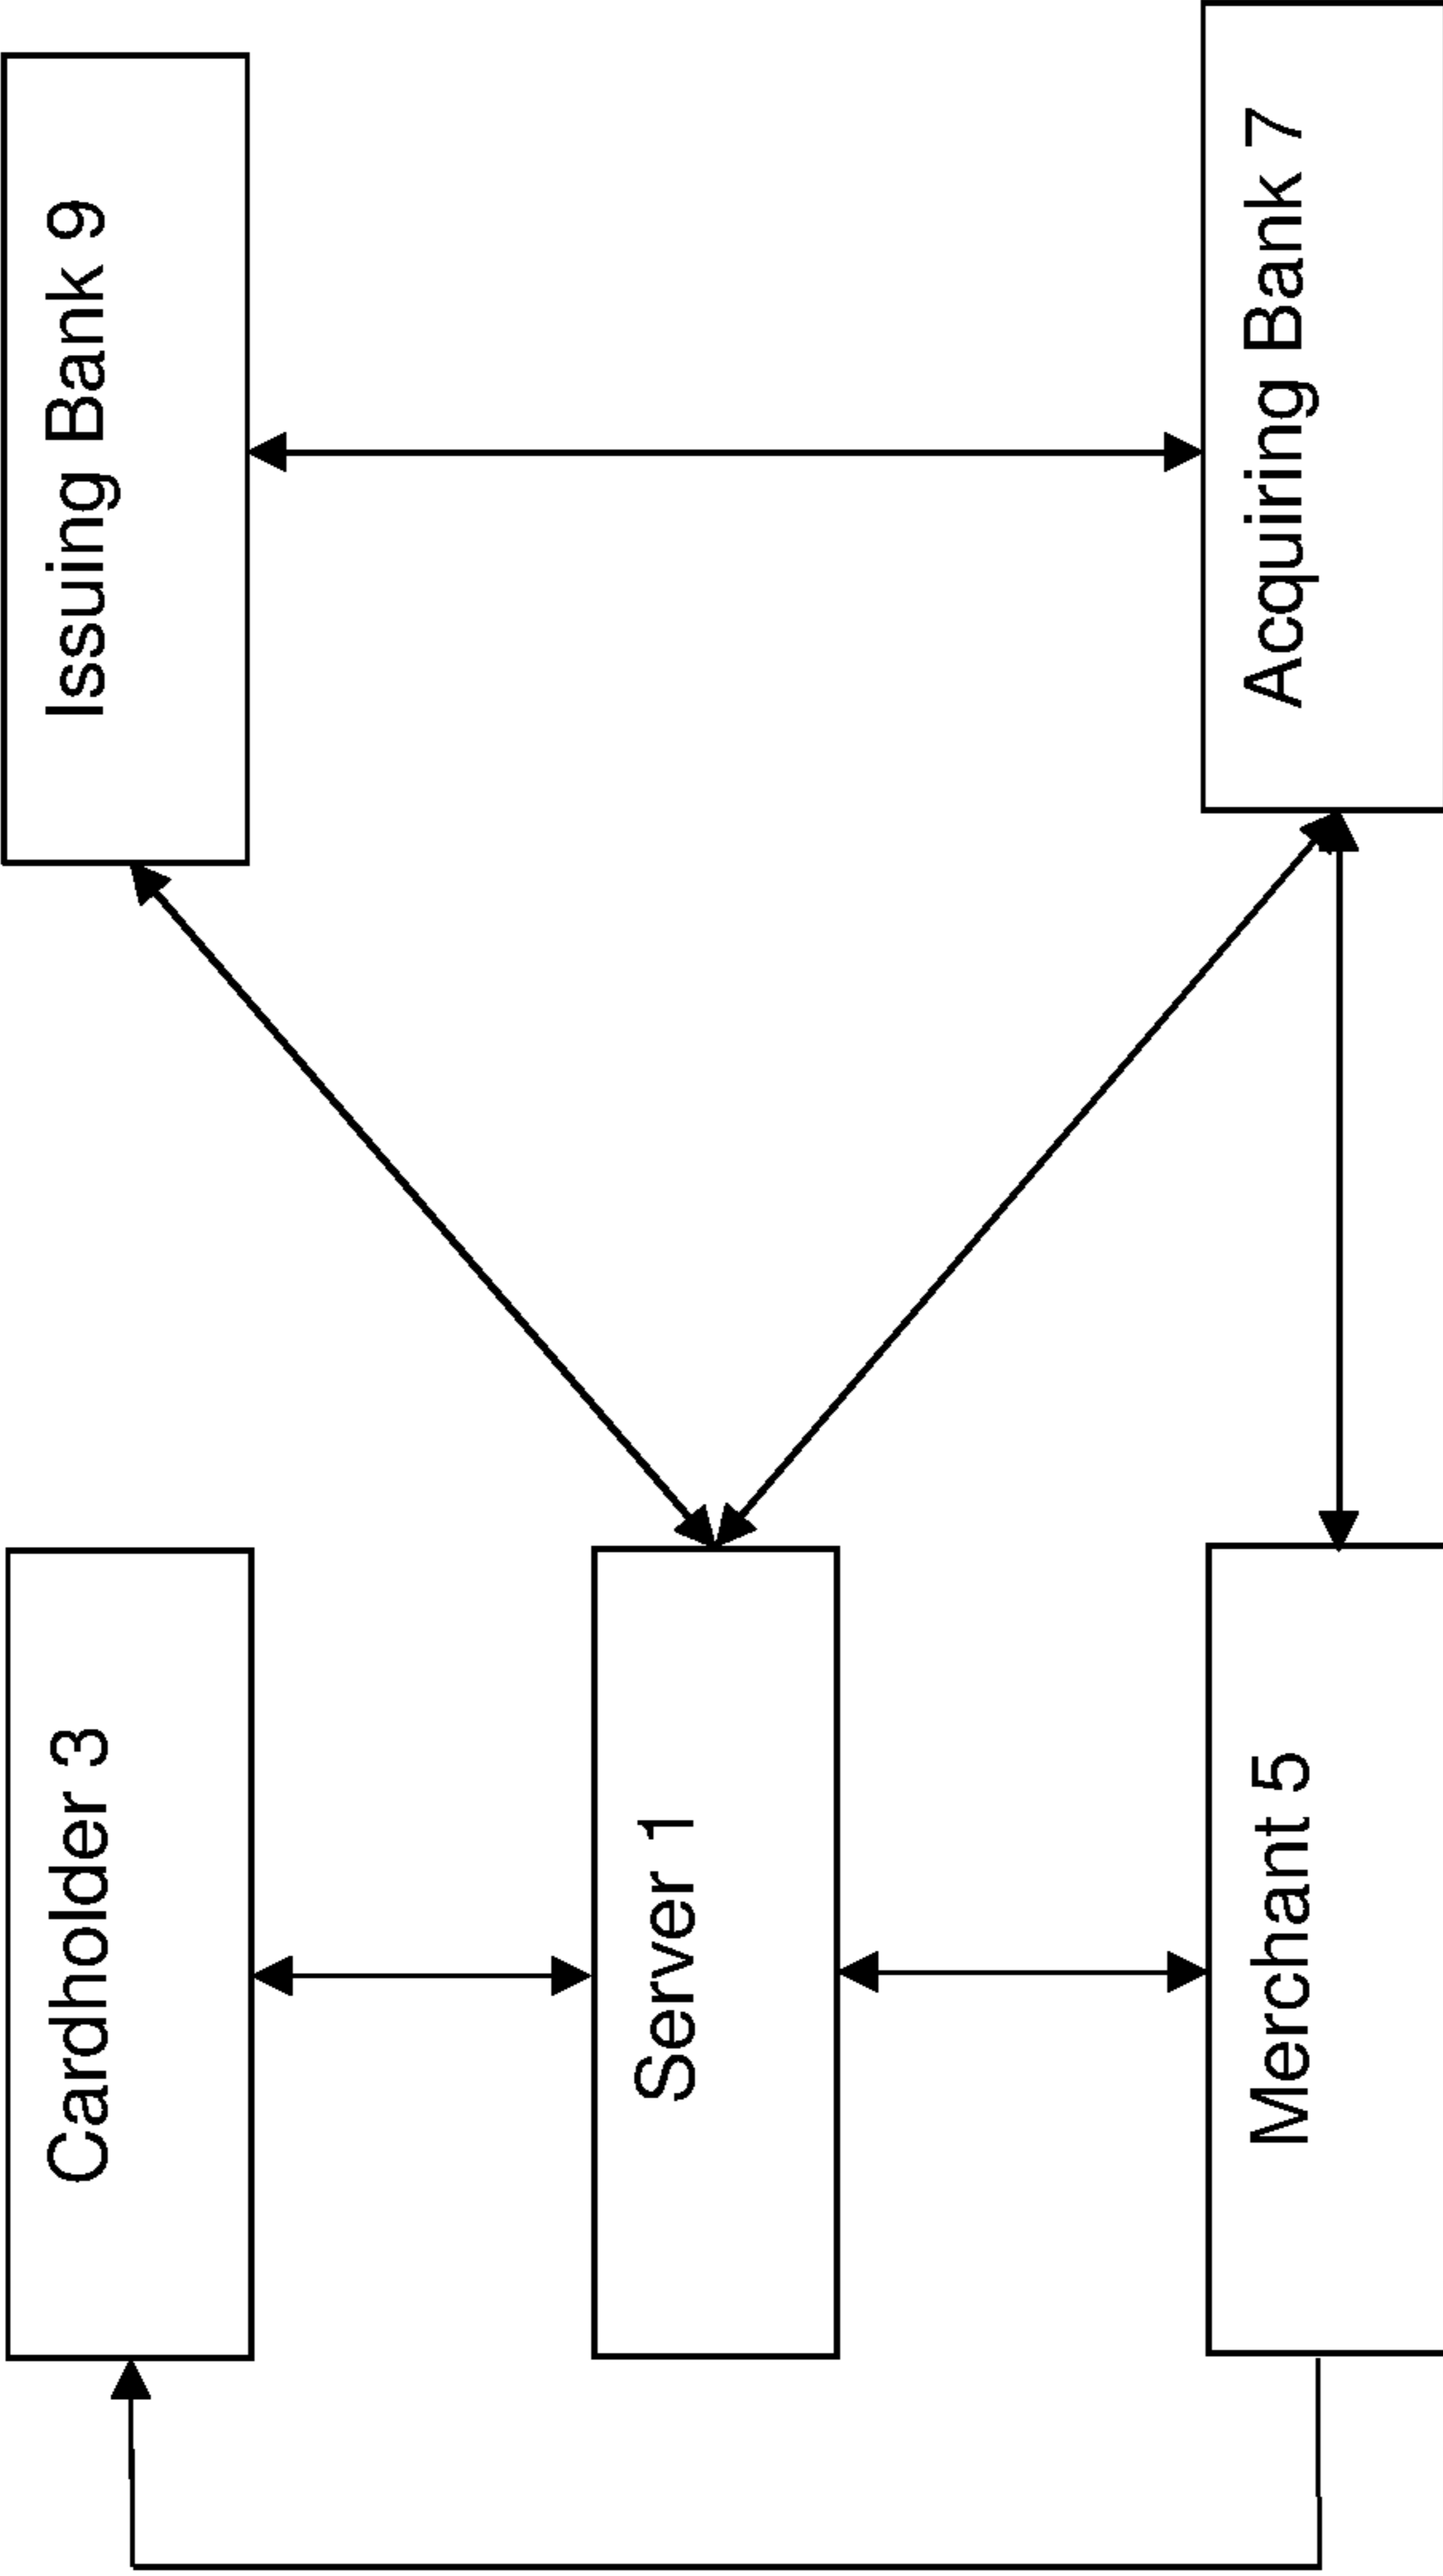 Cardholder 3
Issuing Bank 9
Server 1
Merchant 5
Acquiring Bank 7